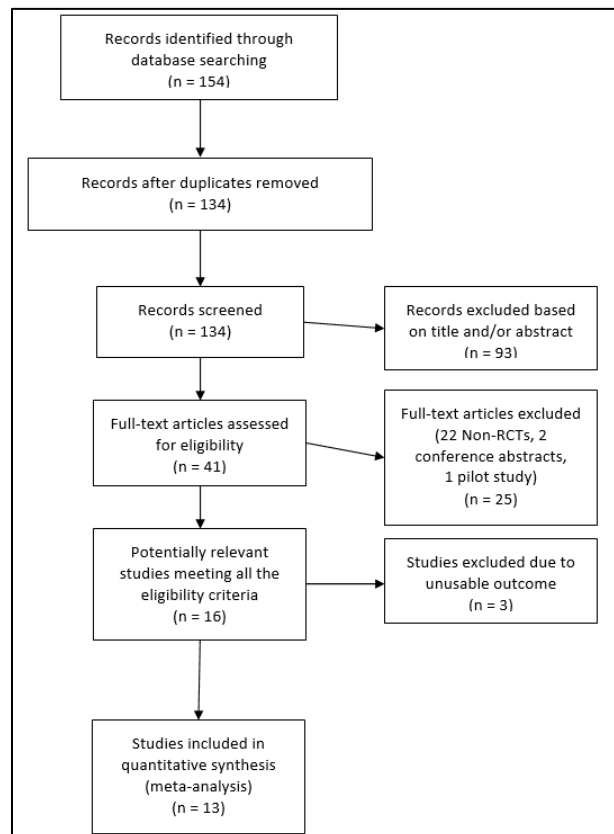 Records identified through
database searching
(n = 154)
Records after duplicates removed
(n = 134)
Records screened
(n = 134)
Records excluded based
on title and/or abstract
(n = 93)
Full-text articles assessed
for eligibility
(n = 41)
Full-text articles excluded
(22 Non-RCTs, 2
conference abstracts,
1 pilot study)
(n = 25)
Potentially relevant
studies meeting all the
eligibility criteria
(n = 16)
Studies excluded due to
unusable outcome
(n = 3)
Studies included in
quantitative synthesis
(meta-analysis)
(n = 13)